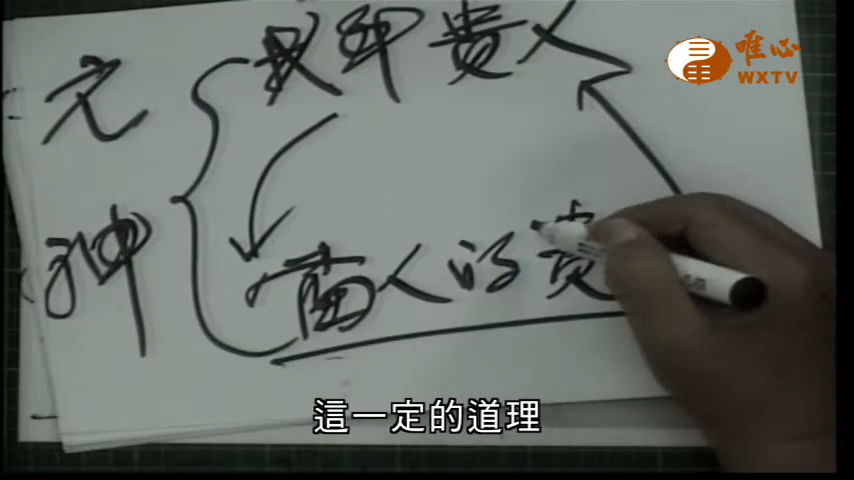 唯心
WXTV
元神
我即貴人
當人的貴
這一定的道理